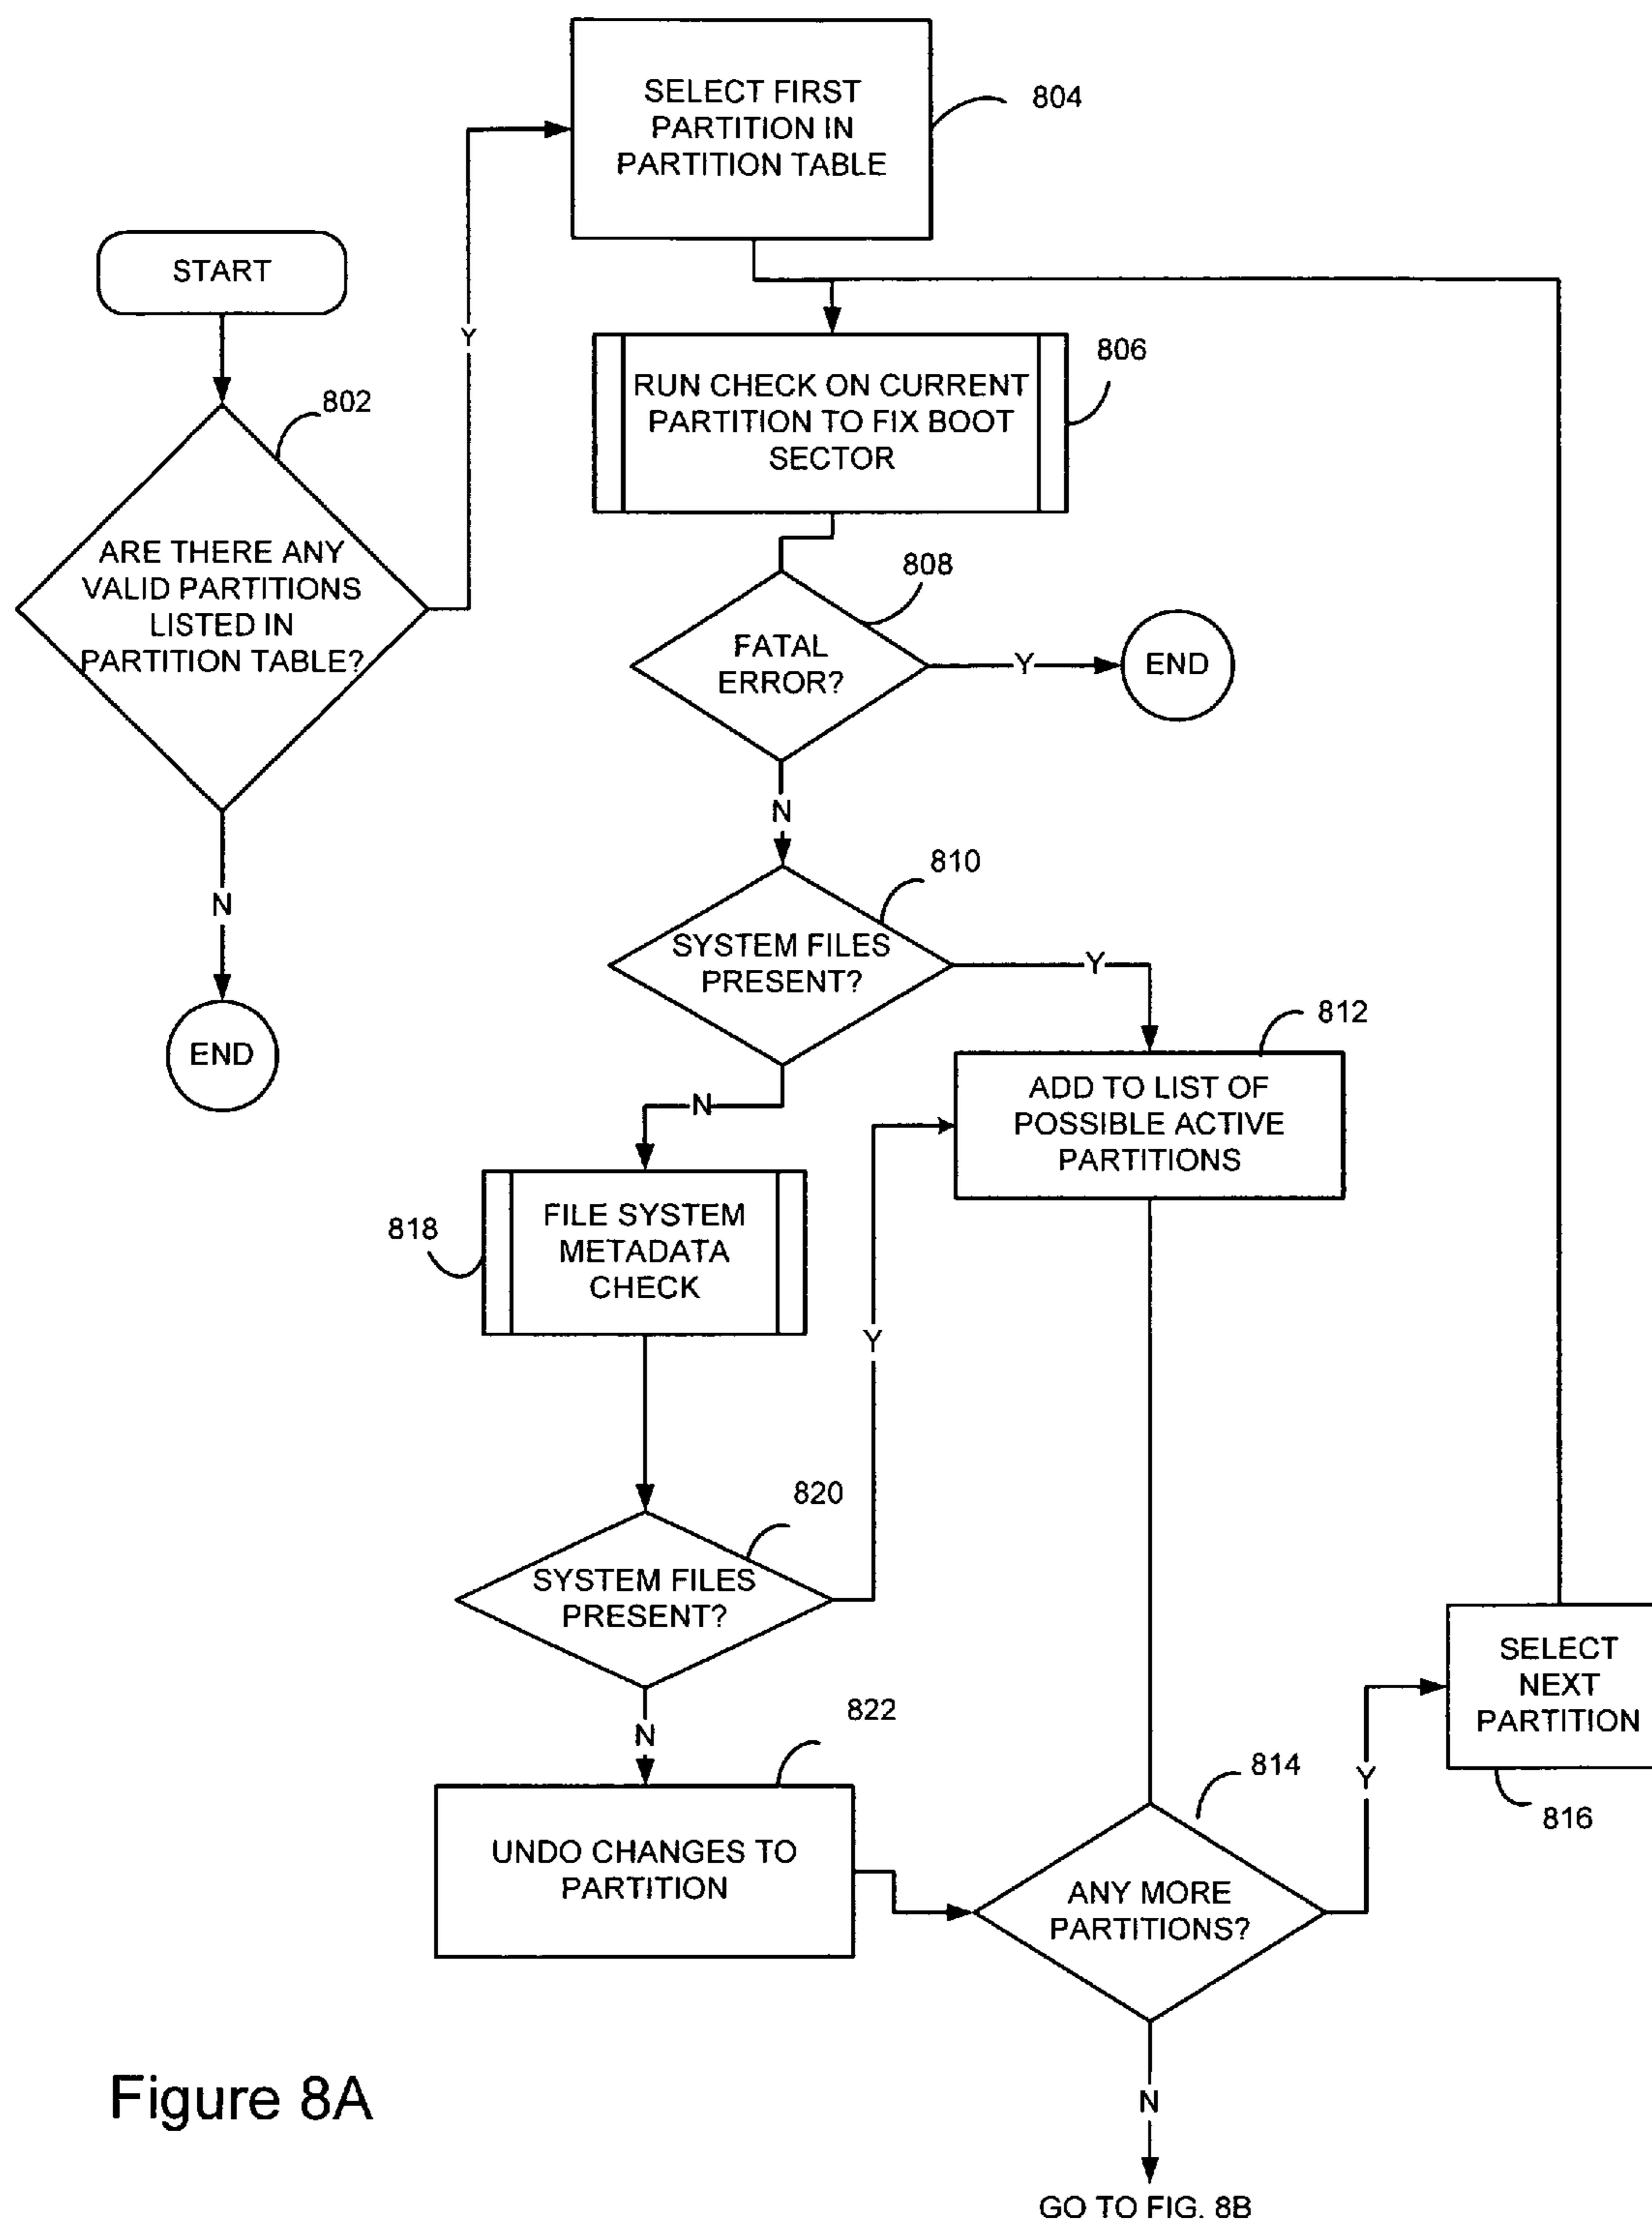 SELECT FIRST
PARTITION IN
PARTITION TABLE
804
START
Y
802
806
RUN CHECK ON CURRENT
PARTITION TO FIX BOOT
SECTOR
ARE THERE ANY
VALID PARTITIONS
LISTED IN
PARTITION TABLE?
808
FATAL
ERROR?
Y
END
N
N
810
SYSTEM FILES
PRESENT?
Y
END
812
ADD TO LIST OF
POSSIBLE ACTIVE
PARTITIONS
N
818
FILE SYSTEM
METADATA
CHECK
Y
820
SYSTEM FILES
PRESENT?
SELECT
NEXT
PARTITION
822
N
814
Y
816
UNDO CHANGES TO
PARTITION
ANY MORE
PARTITIONS?
Figure 8A
N
GO TO FIG. 8B